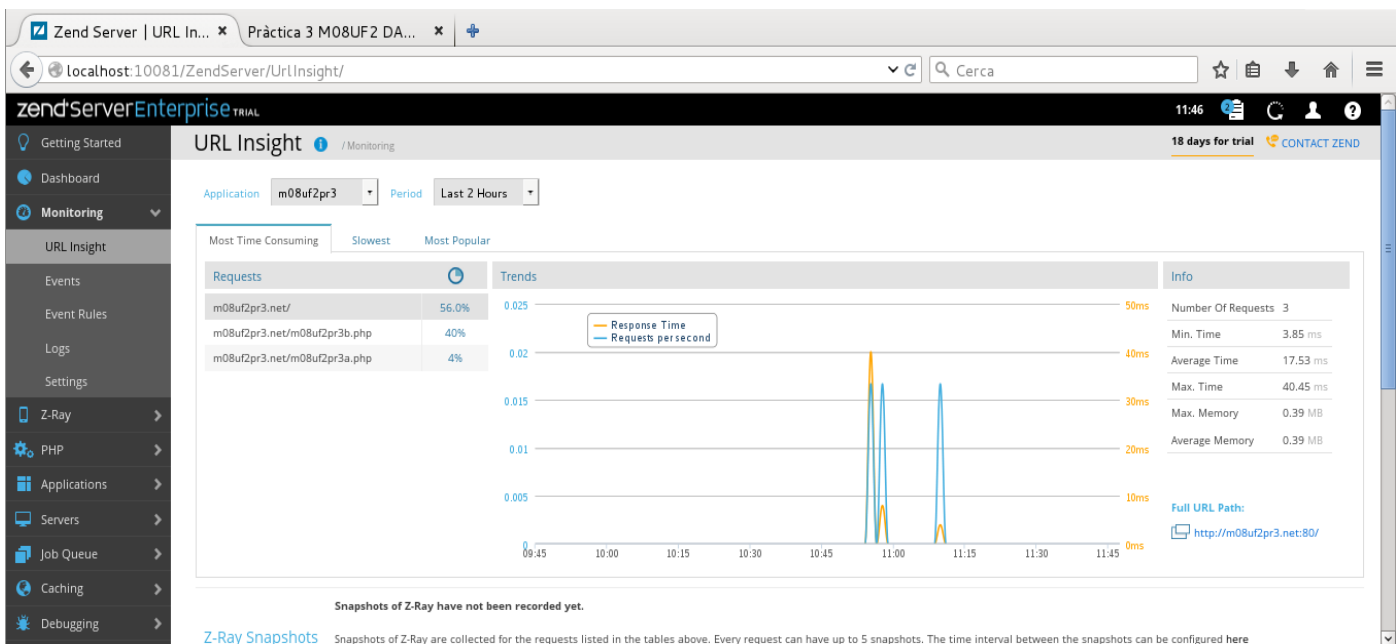 Zend Server | URL In... × Pràctica 3 M08UF2 DA... ×
localhost:10081/ZendServer/UrlInsight/ Cerca
zend'serverEnterprise TRIAL 11:46 2
Getting Started URL Insight / Monitoring 18 days for trial CONTACT ZEND
Dashboard
Application m08uf2pr3 Period Last 2 Hours
Monitoring
URL Insight
Events
Event Rules
Logs
Settings
Z-Ray
PHP
Applications
Servers
Job Queue
Caching
Debugging
Most Time Consuming Slowest Most Popular
Requests
m08uf2pr3.net/ 56.0%
m08uf2pr3.net/m08uf2pr3b.php 40%
m08uf2pr3.net/m08uf2pr3a.php 4%
Trends
Response Time
Requests per second
0.025 50ms
0.02 40ms
0.015 30ms
0.01 20ms
0.005 10ms
0 0ms
09:45 10:00 10:15 10:30 10:45 11:00 11:15 11:30 11:45
Info
Number Of Requests 3
Min. Time 3.85 ms
Average Time 17.53 ms
Max. Time 40.45 ms
Max. Memory 0.39 MB
Average Memory 0.39 MB
Full URL Path:
http://m08uf2pr3.net:80/
Snapshots of Z-Ray have not been recorded yet.
Z-Ray Snapshots Snapshots of Z-Ray are collected for the requests listed in the tables above. Every request can have up to 5 snapshots. The time interval between the snapshots can be configured here